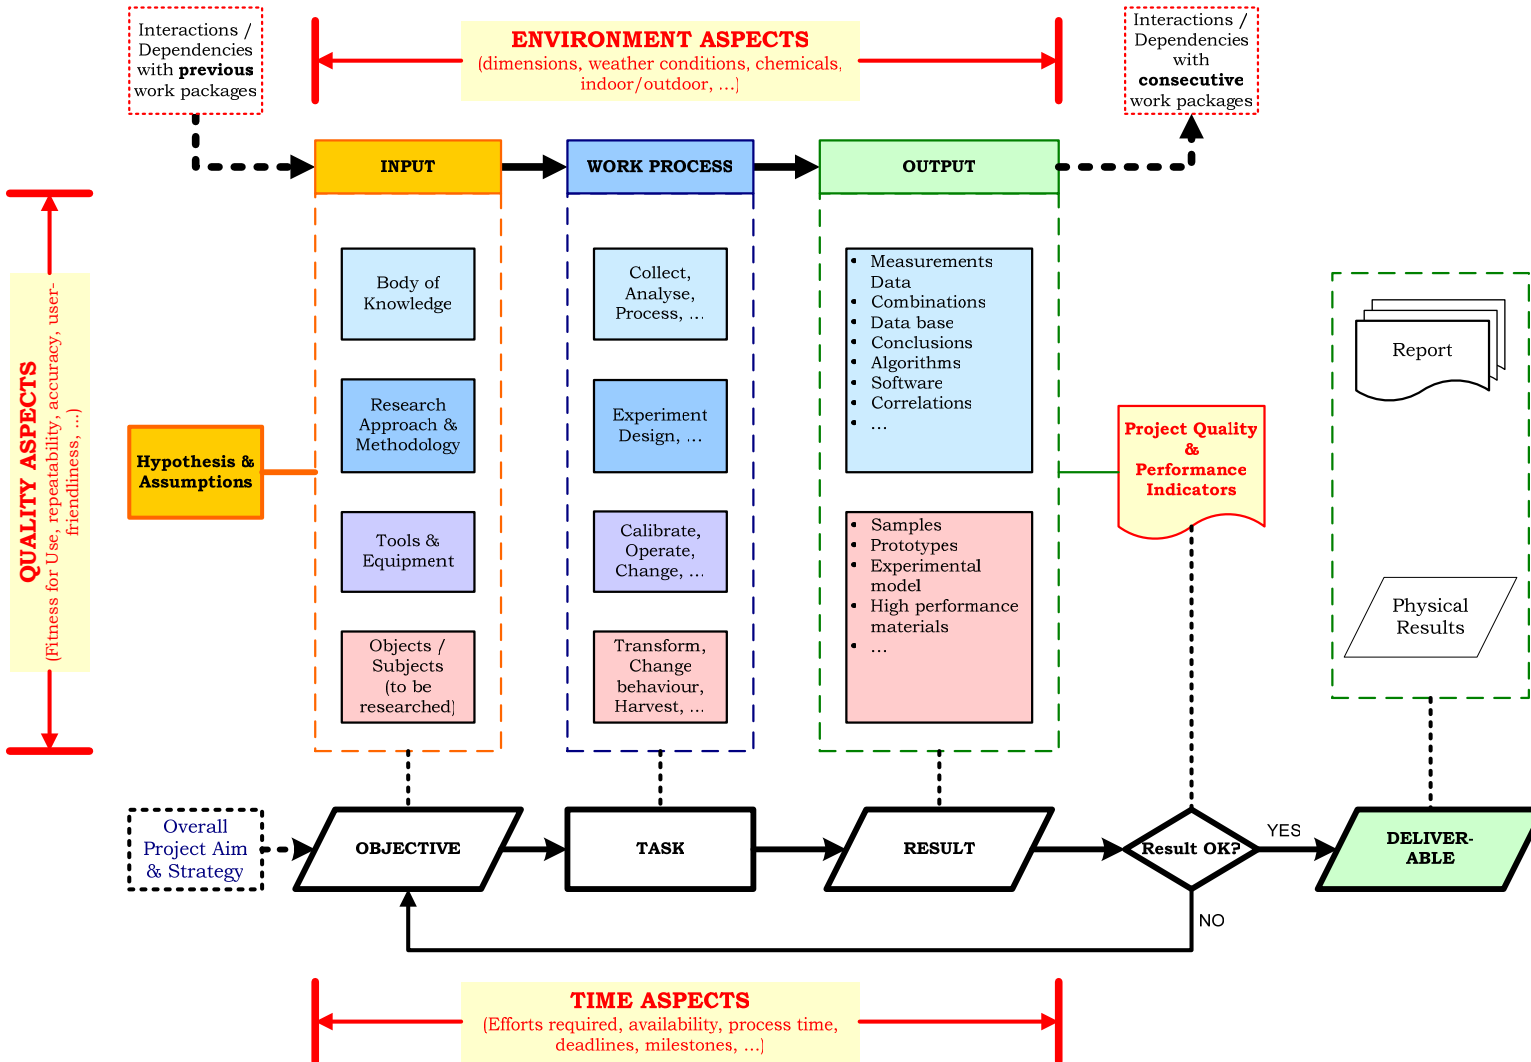 Interactions /
Dependencies
with previous
work packages
ENVIRONMENT ASPECTS
(dimensions, weather conditions, chemicals,
indoor/outdoor, ...)
Interactions /
Dependencies
with
consecutive
work packages
INPUT
WORK PROCESS
OUTPUT
QUALITY ASPECTS
(Fitness for Use, repeatability, accuracy, user-
friendliness, ...)
Hypothesis &
Assumptions
Body of
Knowledge
Research
Approach &
Methodology
Tools &
Equipment
Objects /
Subjects
(to be
researched)
Collect,
Analyse,
Process, ...
Experiment
Design, ...
Calibrate,
Operate,
Change, ...
Transform,
Change
behaviour,
Harvest, ...
• Measurements
Data
• Combinations
• Data base
• Conclusions
• Algorithms
• Software
• Correlations
• ...
• Samples
• Prototypes
• Experimental
model
• High performance
materials
• ...
Project Quality
&
Performance
Indicators
Report
Physical
Results
Overall
Project Aim
& Strategy
OBJECTIVE
TASK
RESULT
Result OK?
YES
NO
DELIVER-
ABLE
TIME ASPECTS
(Efforts required, availability, process time,
deadlines, milestones, ...)